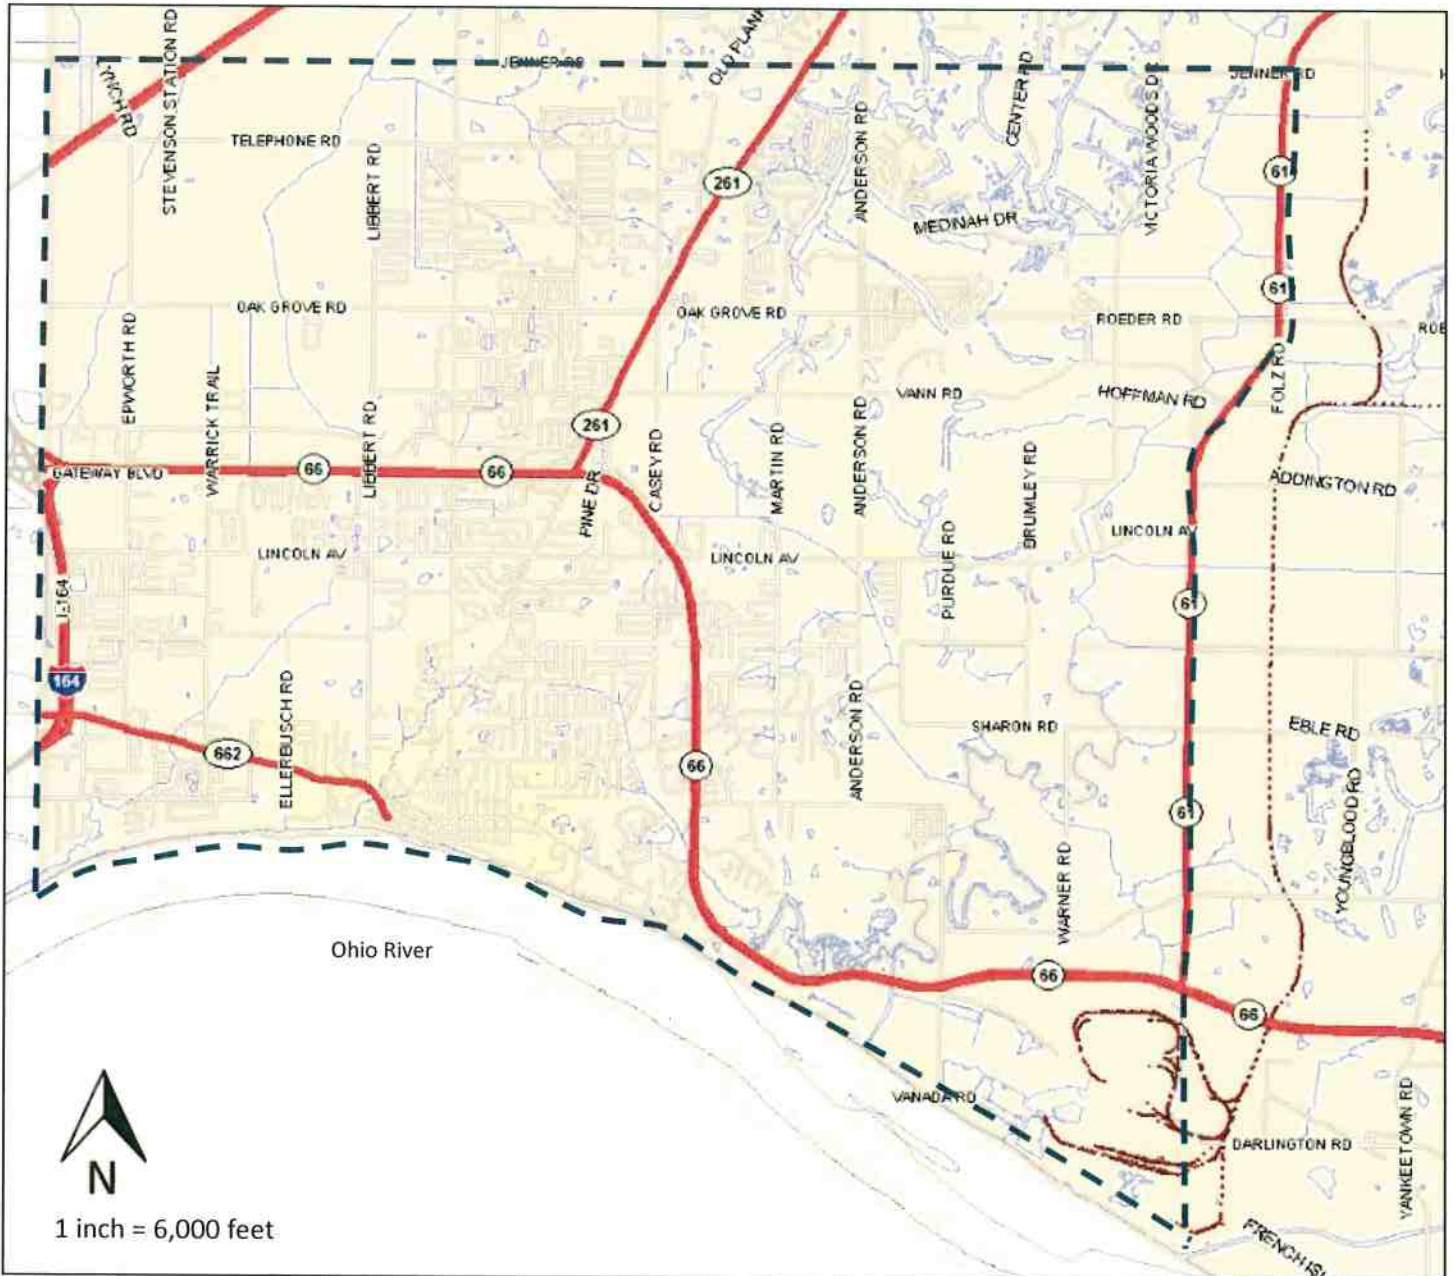 STEVENSON STATION RD
OLD PLANK
JENNER RD
JENNER RD
CENTER RD
VICTORIA WOODS DR
TELEPHONE RD
LIBBERT RD
261
ANDERSON RD
61
MEDINAH DR
61
OAK GROVE RD
OAK GROVE RD
ROEDER RD
EPWORTH RD
WARRICK TRAIL
LIBBERT RD
261
CASEY RD
MARTIN RD
ANDERSON RD
VANN RD
HOFFMAN RD
FOLZ RD
GATEWAY BLVD
66
66
PINE DR
BRUMLEY RD
ADDINGTON RD
LINCOLN AV
LINCOLN AV
LINCOLN AV
PURDUE RD
I-164
61
164
ELLERBUSCH RD
ANDERSON RD
SHARON RD
EBLE RD
662
66
YOUNGBLOOD RD
61
WARNER RD
Ohio River
66
66
VANADA RD
DARLINGTON RD
YANKEETOWN RD
N
1 inch = 6,000 feet